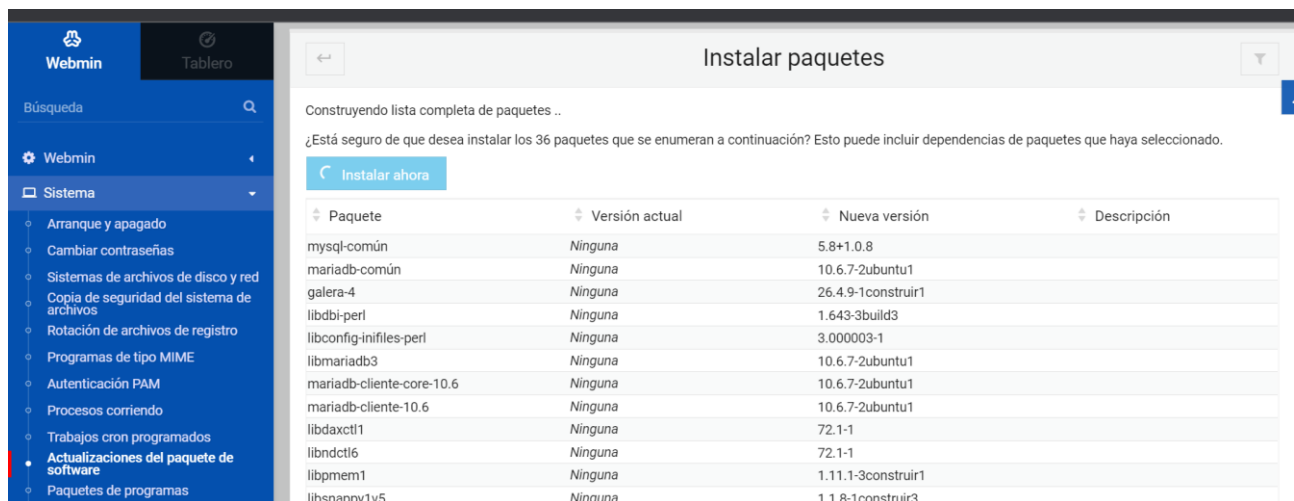 Webmin
Tablero
Búsqueda
Webmin
Sistema
Arranque y apagado
Cambiar contraseñas
Sistemas de archivos de disco y red
Copia de seguridad del sistema de
archivos
Rotación de archivos de registro
Programas de tipo MIME
Autenticación PAM
Procesos corriendo
Trabajos cron programados
Actualizaciones del paquete de
software
Paquetes de programas
Instalar paquetes
Construyendo lista completa de paquetes ..
¿Está seguro de que desea instalar los 36 paquetes que se enumeran a continuación? Esto puede incluir dependencias de paquetes que haya seleccionado.
Instalar ahora
Paquete Versión actual Nueva versión Descripción
mysql-común Ninguna 5.8+1.0.8
mariadb-común Ninguna 10.6.7-2ubuntu1
galera-4 Ninguna 26.4.9-1construir1
libdbi-perl Ninguna 1.643-3build3
libconfig-inifiles-perl Ninguna 3.000003-1
libmariadb3 Ninguna 10.6.7-2ubuntu1
mariadb-cliente-core-10.6 Ninguna 10.6.7-2ubuntu1
mariadb-cliente-10.6 Ninguna 10.6.7-2ubuntu1
libdaxctl1 Ninguna 72.1-1
libndctl6 Ninguna 72.1-1
libpmem1 Ninguna 1.11.1-3construir1
libsnappy1v5 Ninguna 1.1.8-1construir3